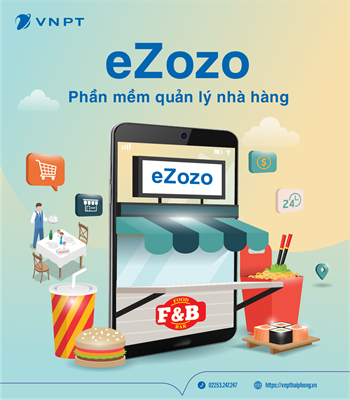 VNPT
eZozo
Phần mềm quản lý nhà hàng
eZozo
24
FOOD
F&B
BAR
02253.247.247
https://vnpthaiphong.vn